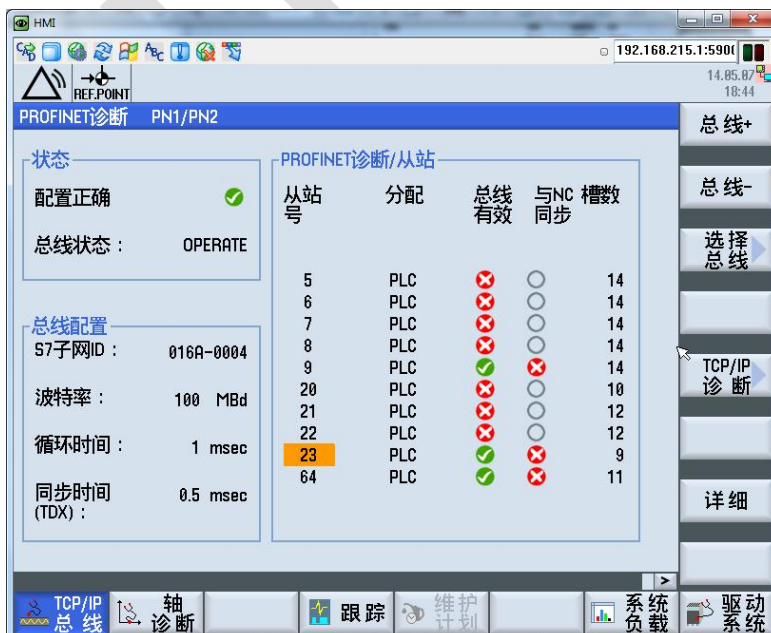 HMI
192.168.215.1:590(
REF.POINT
14.05.07
18:44
PROFINET诊断 PN1/PN2
总线+
状态
配置正确
总线状态： OPERATE
总线配置
S7子网ID： 016A-0004
波特率： 100 MBd
循环时间： 1 msec
同步时间 0.5 msec
(TDX)：
PROFINET诊断/从站
从站号 分配 总线有效 与NC同步 槽数
5 PLC 14
6 PLC 14
7 PLC 14
8 PLC 14
9 PLC 14
20 PLC 10
21 PLC 12
22 PLC 12
23 PLC 9
64 PLC 11
总线-
选择
总线
TCP/IP
诊断
详细
TCP/IP
总线
轴
诊断
跟踪
维护
计划
系统
负载
驱动
系统